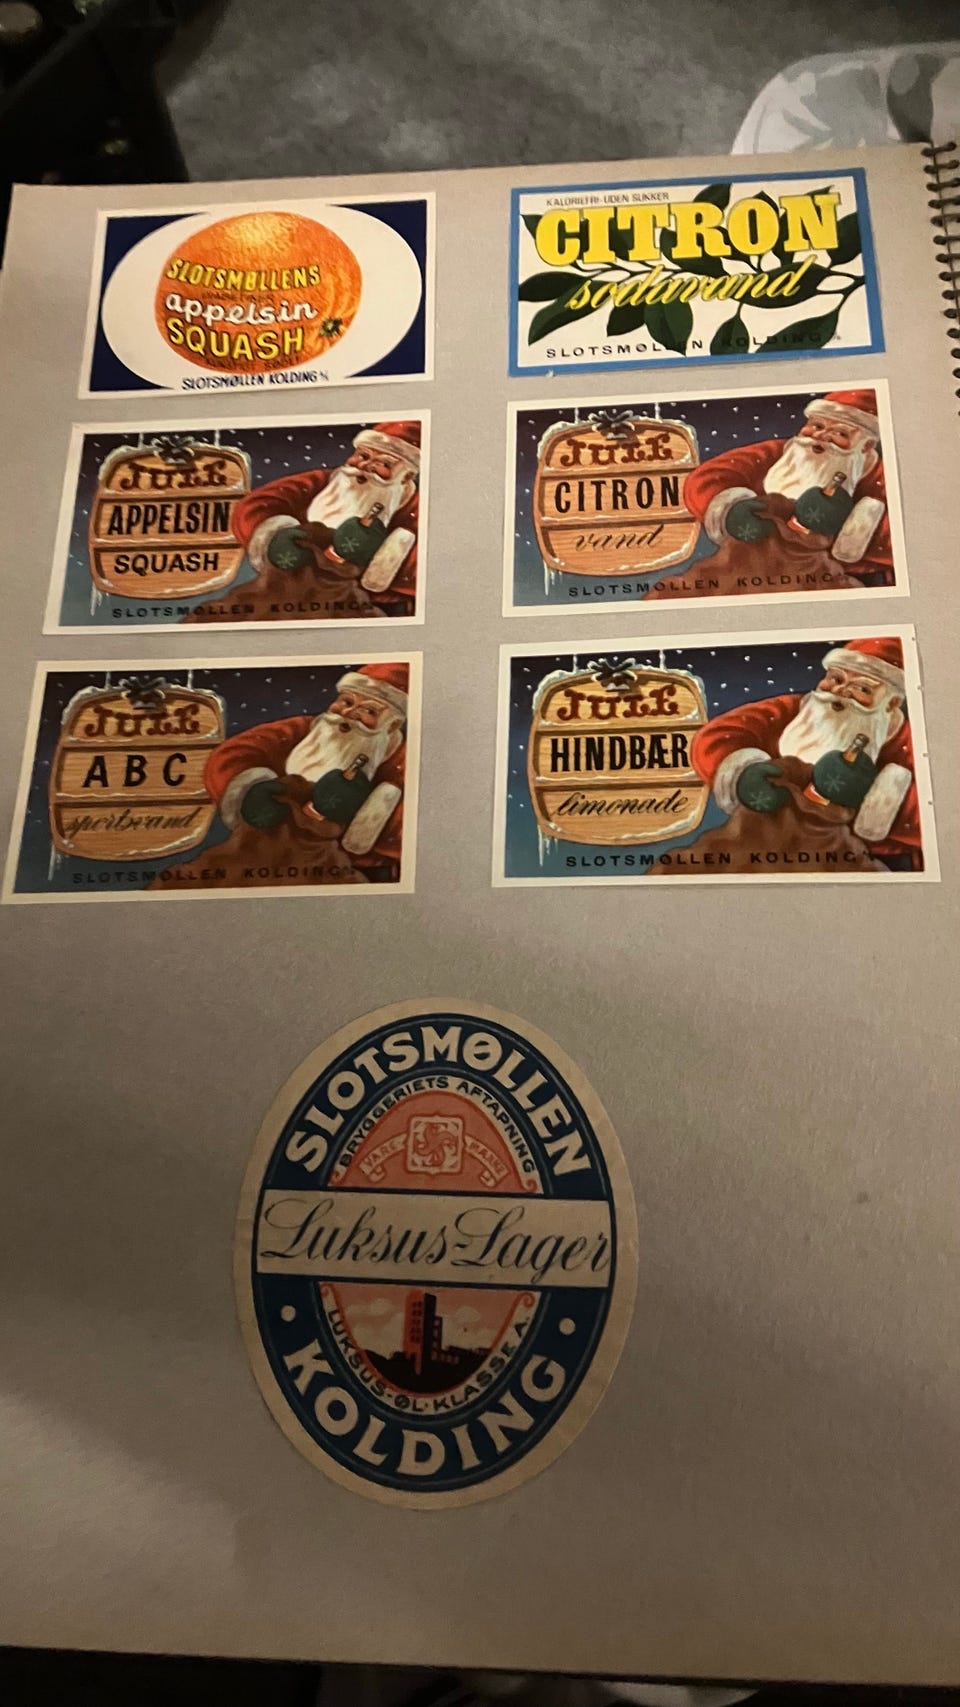 SLOTSMØLLENS
appelsin
SQUASH
KUNSTIGT SØDET
SLOTSMØLLEN KOLDING A/S
KALORIEFRI-UDEN SUKKER
CITRON
sodavand
SLOTSMØLLEN KOLDING A/S
JULE
APPELSIN
SQUASH
SLOTSMØLLEN KOLDING A/S
JULE
CITRON
vand
SLOTSMØLLEN KOLDING A/S
JULE
ABC
sportsvand
SLOTSMØLLEN KOLDING A/S
JULE
HINDBÆR
limonade
SLOTSMØLLEN KOLDING A/S
SLOTSMØLLEN
BRYGGERIETS AFTAPNING
VARE MÆRKE
Luksus-Lager
LUKSUS-ØL·KLASSE A.
KOLDING